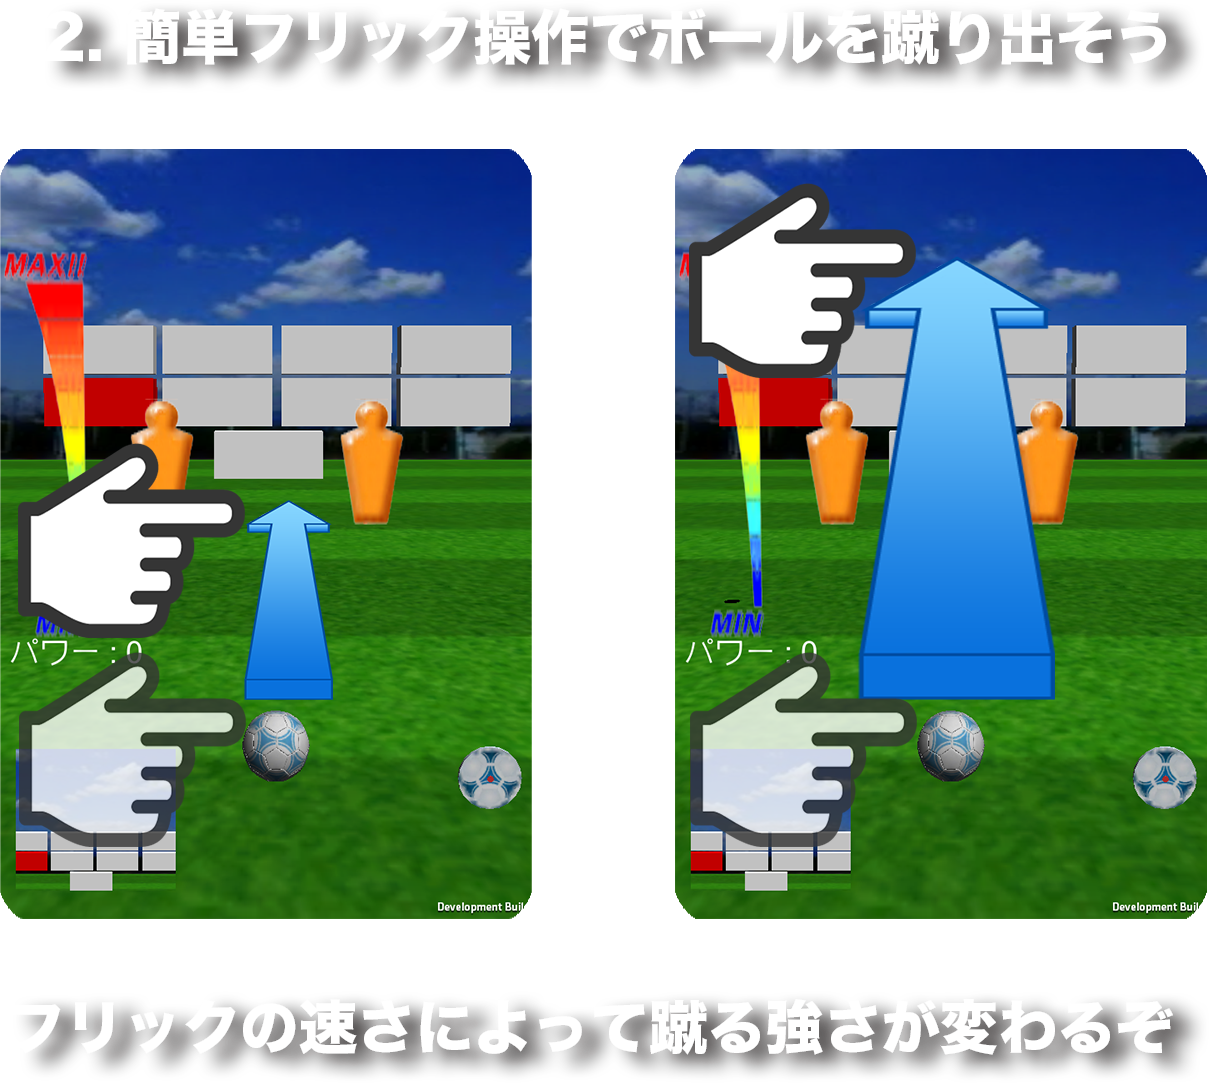 2. 簡単フリック操作でボールを蹴り出そう
MAX!!
M
MIN
パワー : 0
パワー : 0
Development Buil
Development Buil
フリックの速さによって蹴る強さが変わるぞ